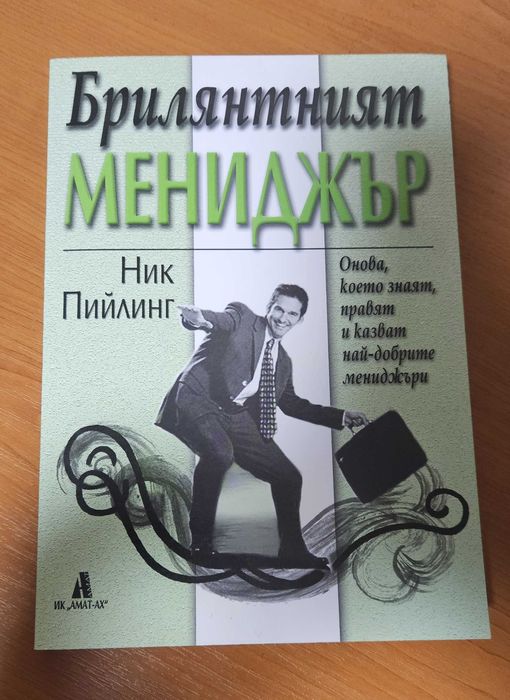 Брилянтният
МЕНИДЖЪР
Ник
Пийлинг
Онова,
което знаят,
правят
и казват
най-добрите
мениджъри
ИК „АМАТ-АХ"